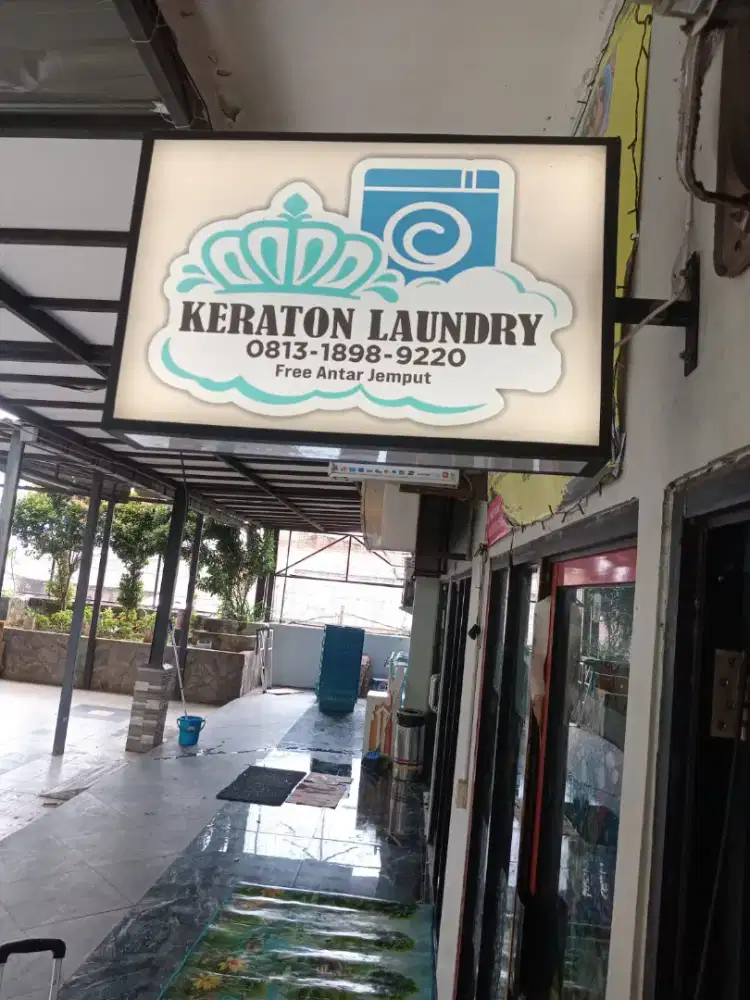 KERATON LAUNDRY
0813-1898-9220
Free Antar Jemput